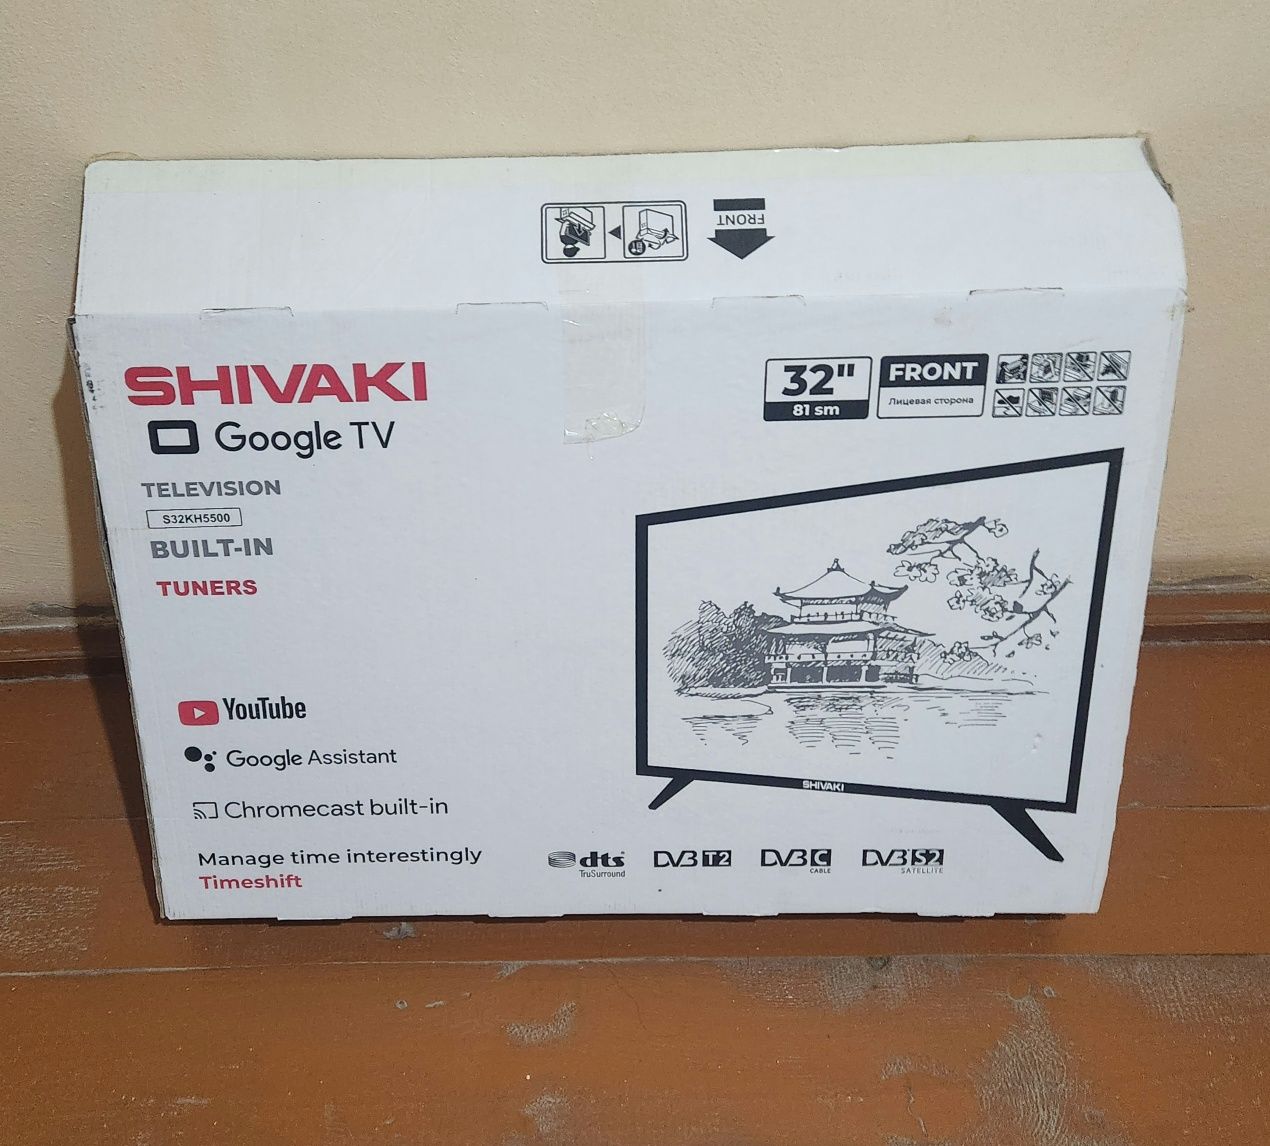 FRONT
SHIVAKI
Google TV
TELEVISION
S32KH5500
BUILT-IN
TUNERS
32"
81 sm
FRONT
Лицевая сторона
SHIVAKI
YouTube
Google Assistant
Chromecast built-in
Manage time interestingly
Timeshift
dts
TruSurround
DVB T2
DVB C
CABLE
DVB S2
SATELLITE